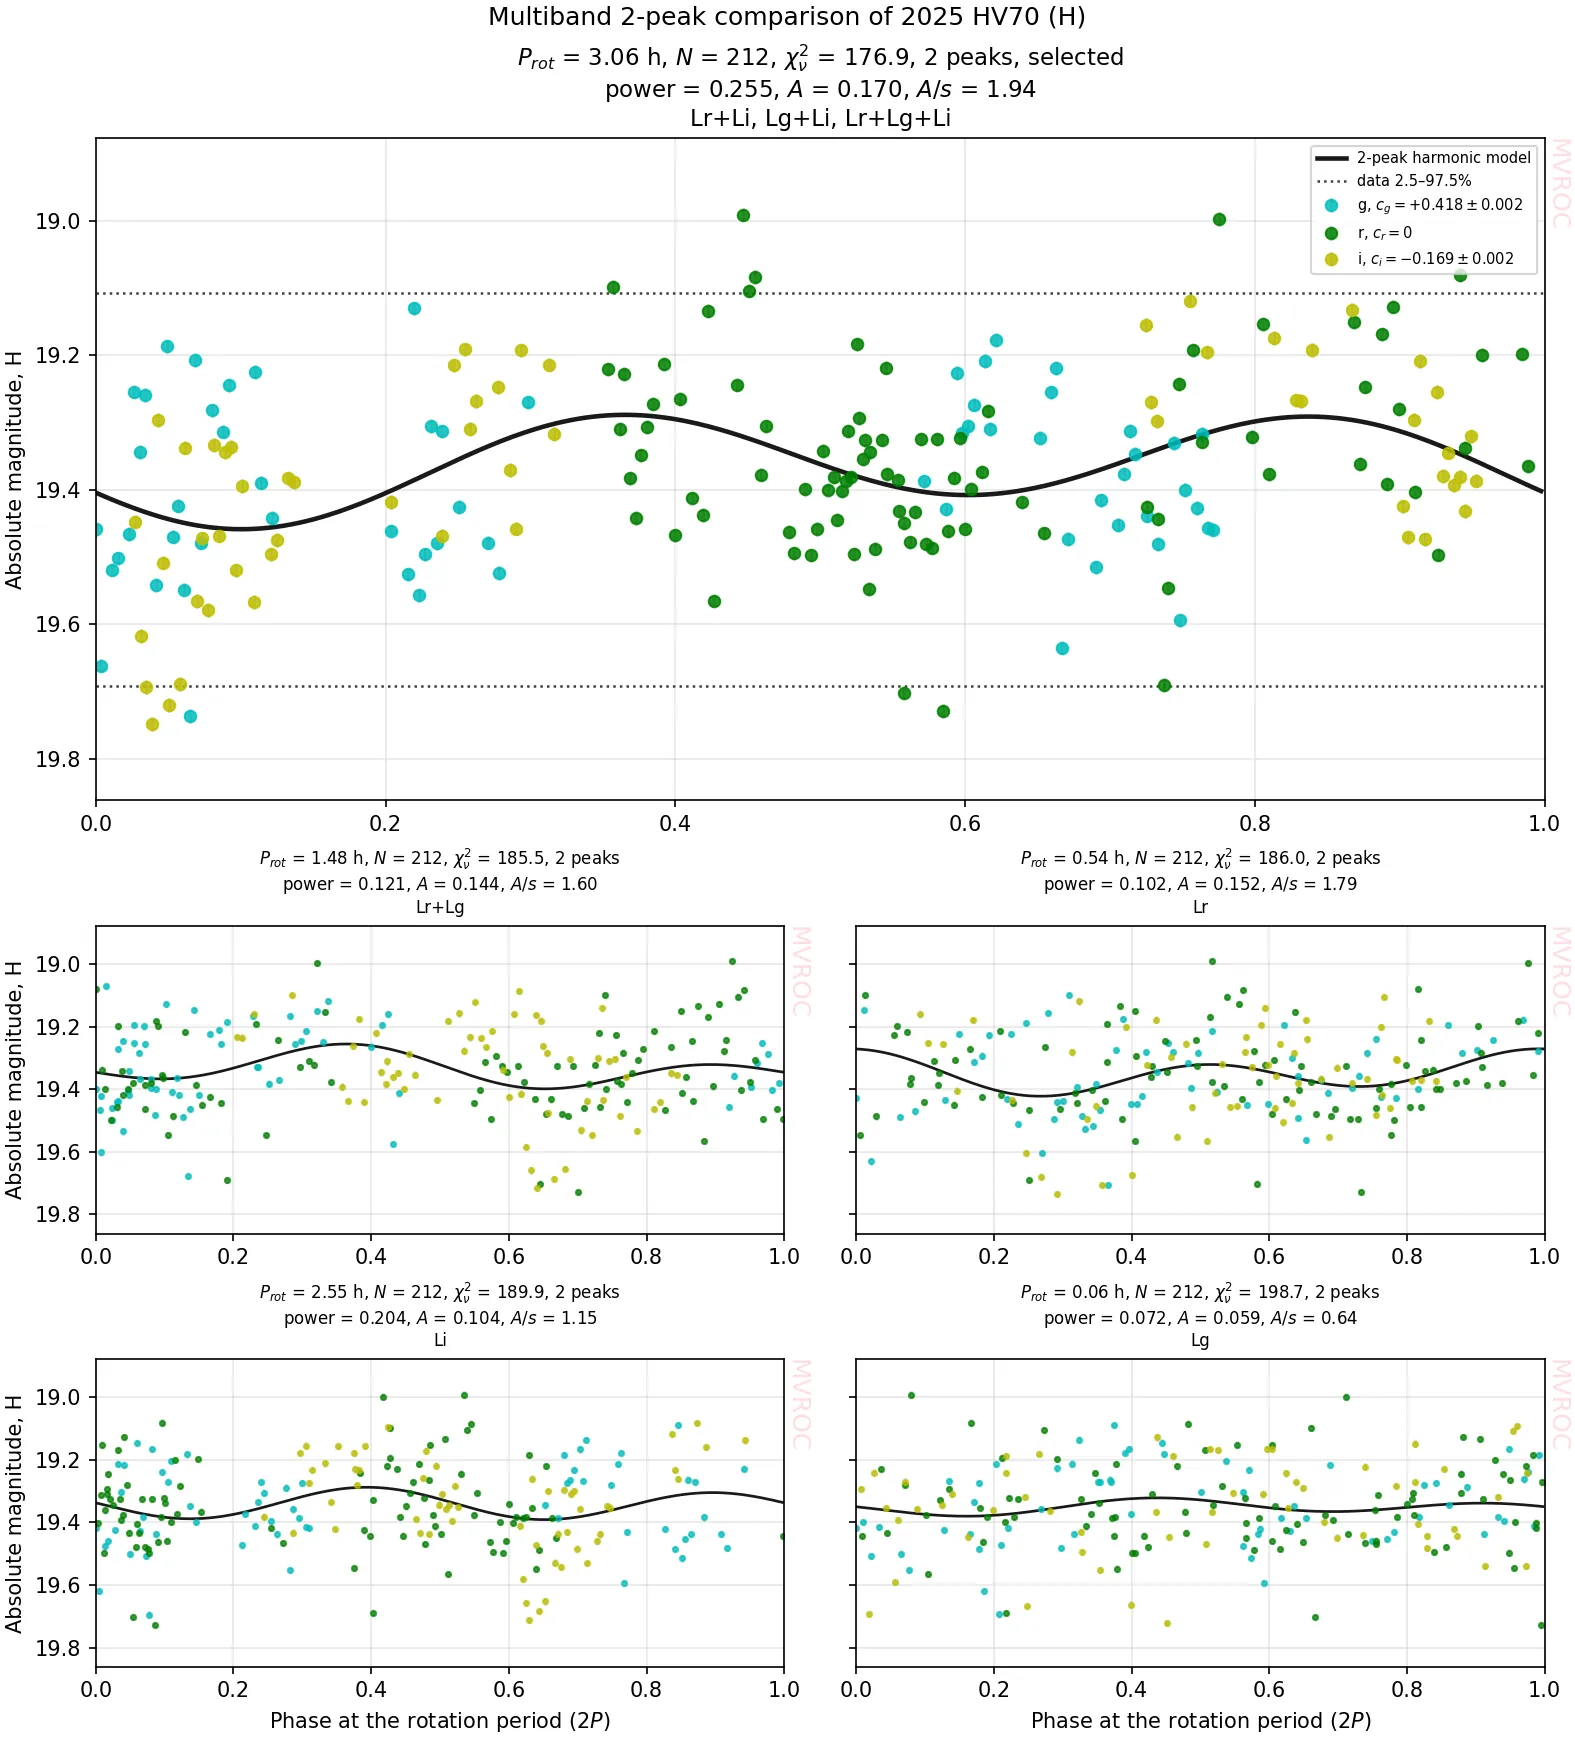 Multiband 2-peak comparison of 2025 HV70 (H)
P_rot = 3.06 h, N = 212, χ²_ν = 176.9, 2 peaks, selected
power = 0.255, A = 0.170, A/s = 1.94
Lr+Li, Lg+Li, Lr+Lg+Li
2-peak harmonic model
data 2.5–97.5%
g, c_g = +0.418 ± 0.002
r, c_r = 0
i, c_i = −0.169 ± 0.002
MVROC
Absolute magnitude, H
19.0
19.2
19.4
19.6
19.8
0.0 0.2 0.4 0.6 0.8 1.0
P_rot = 1.48 h, N = 212, χ²_ν = 185.5, 2 peaks
power = 0.121, A = 0.144, A/s = 1.60
Lr+Lg
MVROC
Absolute magnitude, H
19.0
19.2
19.4
19.6
19.8
0.0 0.2 0.4 0.6 0.8 1.0
P_rot = 0.54 h, N = 212, χ²_ν = 186.0, 2 peaks
power = 0.102, A = 0.152, A/s = 1.79
Lr
MVROC
0.0 0.2 0.4 0.6 0.8 1.0
P_rot = 2.55 h, N = 212, χ²_ν = 189.9, 2 peaks
power = 0.204, A = 0.104, A/s = 1.15
Li
MVROC
Absolute magnitude, H
19.0
19.2
19.4
19.6
19.8
0.0 0.2 0.4 0.6 0.8 1.0
Phase at the rotation period (2P)
P_rot = 0.06 h, N = 212, χ²_ν = 198.7, 2 peaks
power = 0.072, A = 0.059, A/s = 0.64
Lg
MVROC
0.0 0.2 0.4 0.6 0.8 1.0
Phase at the rotation period (2P)